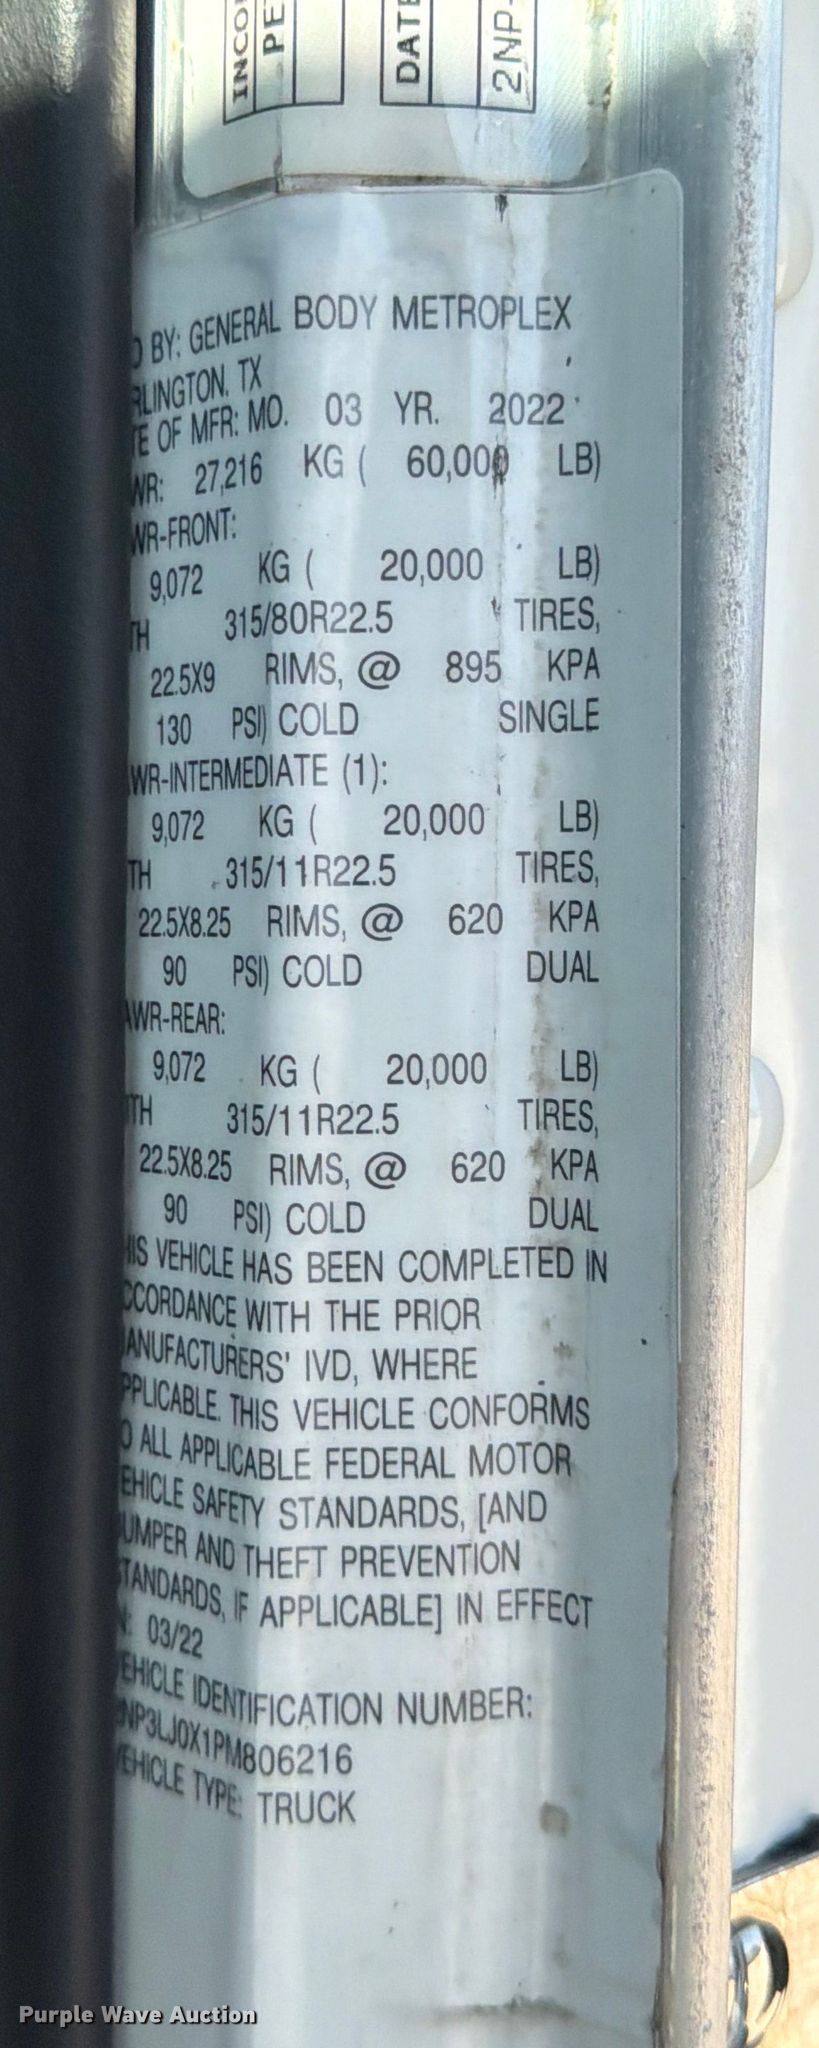 INCO
PE
DATE
2NP-
D BY: GENERAL BODY METROPLEX
RLINGTON, TX
TE OF MFR: MO. 03 YR. 2022
WR: 27,216 KG ( 60,000 LB)
WR-FRONT:
9,072 KG ( 20,000 LB)
TH 315/80R22.5 TIRES,
22.5X9 RIMS, @ 895 KPA
130 PSI) COLD SINGLE
WR-INTERMEDIATE (1):
9,072 KG ( 20,000 LB)
TH 315/11R22.5 TIRES,
22.5X8.25 RIMS, @ 620 KPA
90 PSI) COLD DUAL
AWR-REAR:
9,072 KG ( 20,000 LB)
TH 315/11R22.5 TIRES,
22.5X8.25 RIMS, @ 620 KPA
90 PSI) COLD DUAL
HIS VEHICLE HAS BEEN COMPLETED IN
CCORDANCE WITH THE PRIOR
ANUFACTURERS' IVD, WHERE
PPLICABLE. THIS VEHICLE CONFORMS
O ALL APPLICABLE FEDERAL MOTOR
EHICLE SAFETY STANDARDS, [AND
UMPER AND THEFT PREVENTION
TANDARDS, IF APPLICABLE] IN EFFECT
N: 03/22
EHICLE IDENTIFICATION NUMBER:
NP3LJ0X1PM806216
EHICLE TYPE: TRUCK
Purple Wave Auction